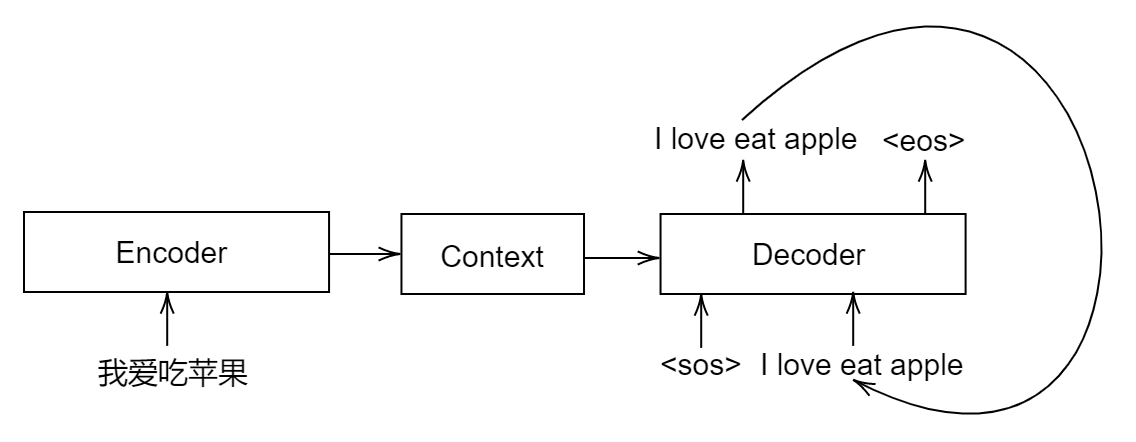 I love eat apple <eos>
Encoder
Context
Decoder
我爱吃苹果
<sos> I love eat apple